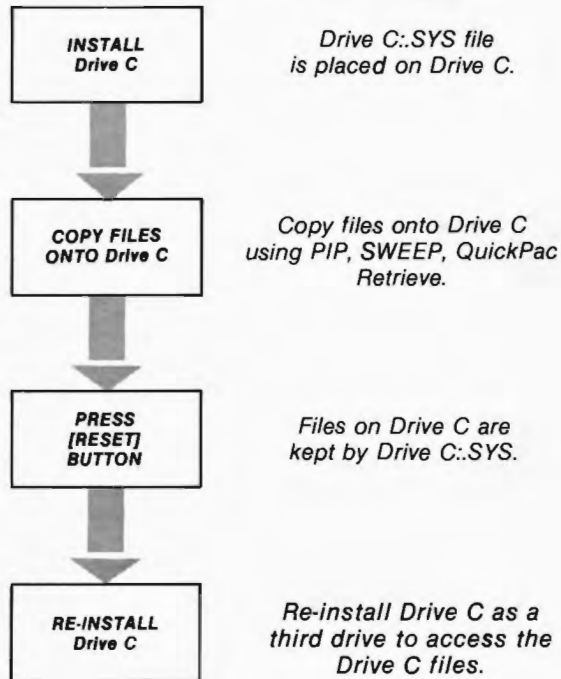 INSTALL
Drive C
Drive C:.SYS file
is placed on Drive C.
COPY FILES
ONTO Drive C
Copy files onto Drive C
using PIP, SWEEP, QuickPac
Retrieve.
PRESS
[RESET]
BUTTON
Files on Drive C are
kept by Drive C:.SYS.
RE-INSTALL
Drive C
Re-install Drive C as a
third drive to access the
Drive C files.